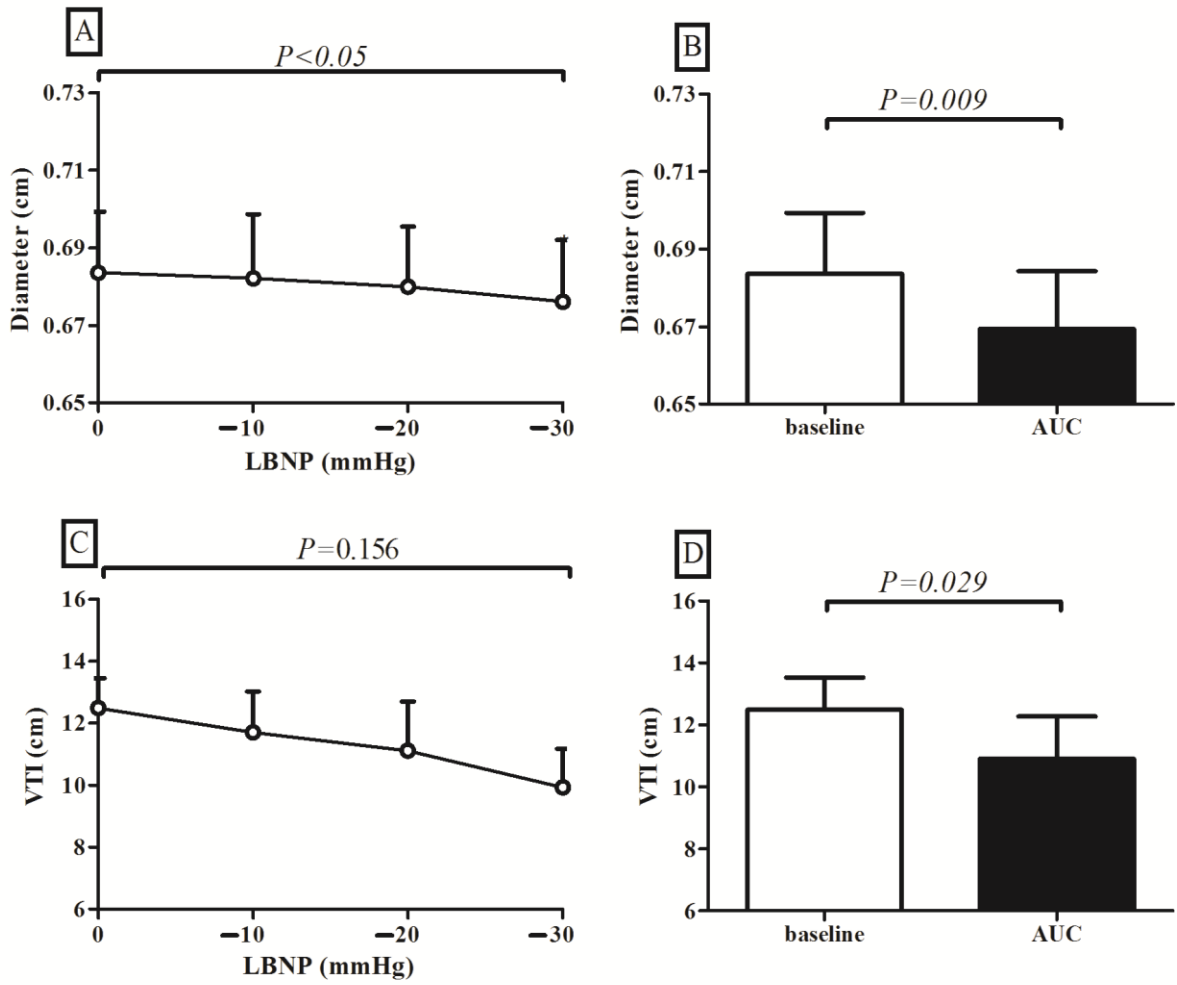 A
P<0.05
0.73
0.71
0.69
0.67
0.65
Diameter (cm)
*
0
−10
−20
−30
LBNP (mmHg)
B
P=0.009
0.73
0.71
0.69
0.67
0.65
Diameter (cm)
baseline
AUC
C
P=0.156
16
14
12
10
8
6
VTI (cm)
0
−10
−20
−30
LBNP (mmHg)
D
P=0.029
16
14
12
10
8
6
VTI (cm)
baseline
AUC